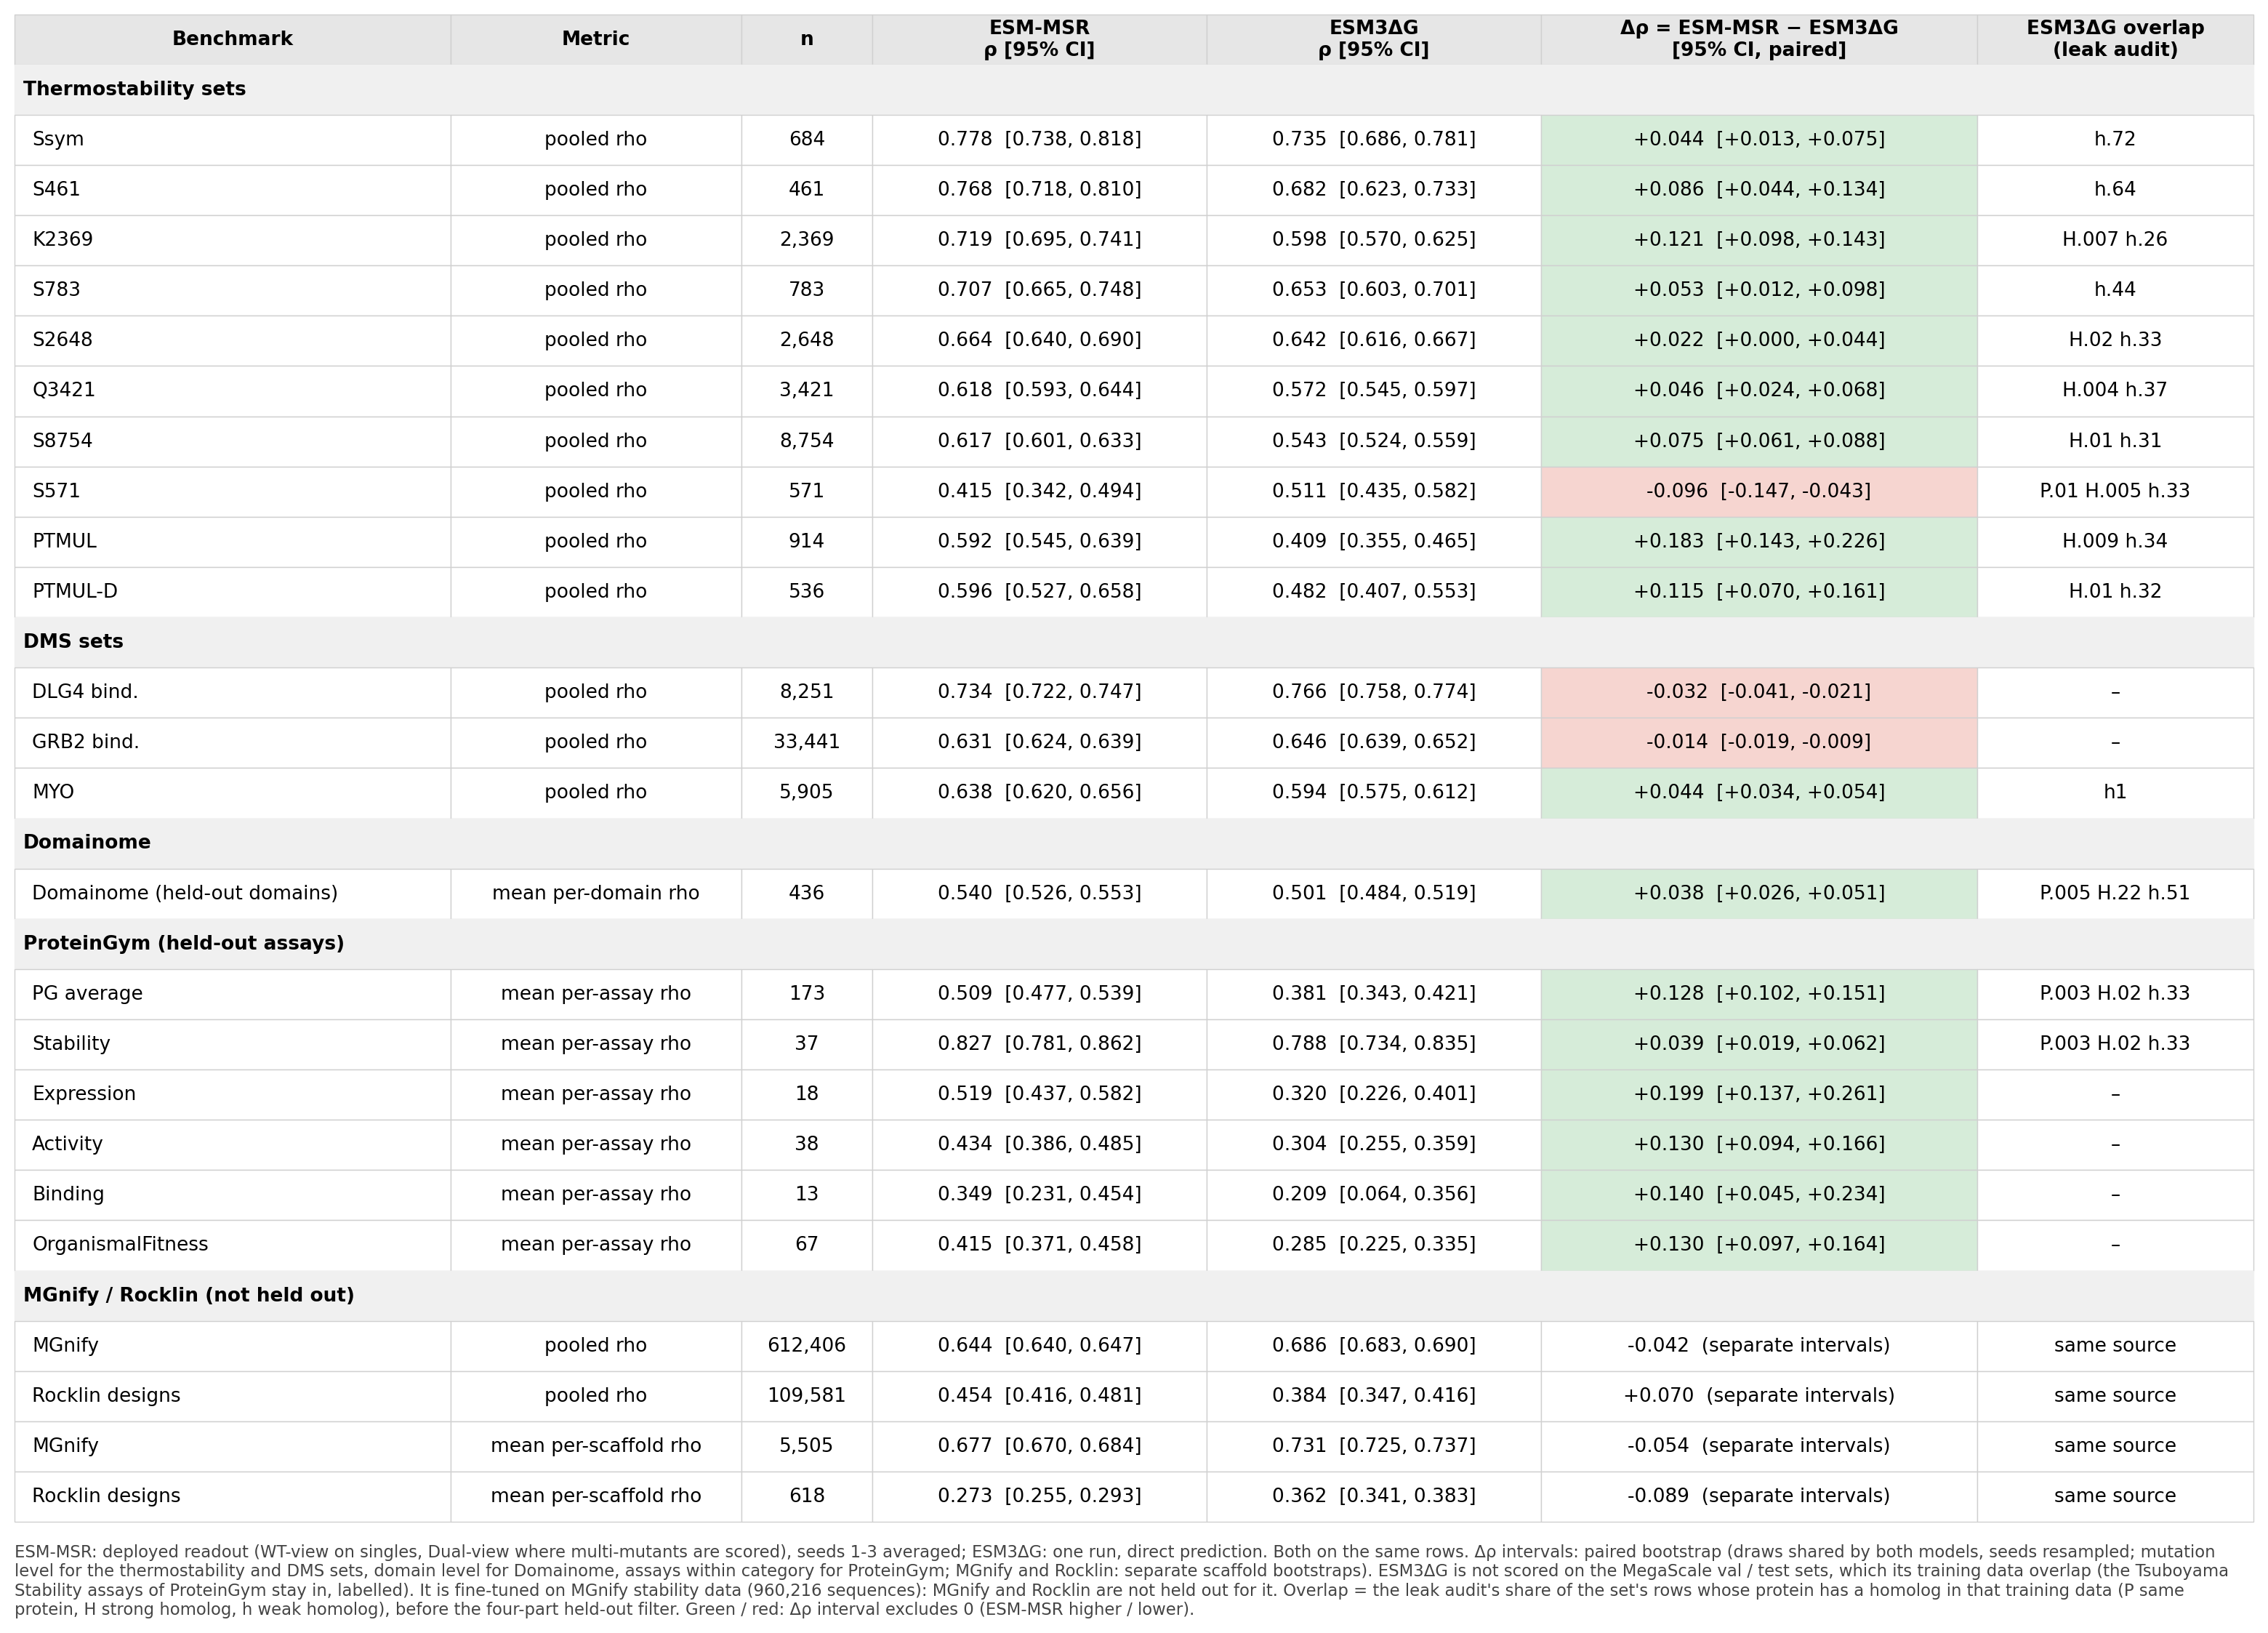 Benchmark Metric n ESM-MSR ρ [95% CI] ESM3ΔG ρ [95% CI] Δρ = ESM-MSR − ESM3ΔG [95% CI, paired] ESM3ΔG overlap (leak audit)
Thermostability sets
Ssym pooled rho 684 0.778 [0.738, 0.818] 0.735 [0.686, 0.781] +0.044 [+0.013, +0.075] h.72
S461 pooled rho 461 0.768 [0.718, 0.810] 0.682 [0.623, 0.733] +0.086 [+0.044, +0.134] h.64
K2369 pooled rho 2,369 0.719 [0.695, 0.741] 0.598 [0.570, 0.625] +0.121 [+0.098, +0.143] H.007 h.26
S783 pooled rho 783 0.707 [0.665, 0.748] 0.653 [0.603, 0.701] +0.053 [+0.012, +0.098] h.44
S2648 pooled rho 2,648 0.664 [0.640, 0.690] 0.642 [0.616, 0.667] +0.022 [+0.000, +0.044] H.02 h.33
Q3421 pooled rho 3,421 0.618 [0.593, 0.644] 0.572 [0.545, 0.597] +0.046 [+0.024, +0.068] H.004 h.37
S8754 pooled rho 8,754 0.617 [0.601, 0.633] 0.543 [0.524, 0.559] +0.075 [+0.061, +0.088] H.01 h.31
S571 pooled rho 571 0.415 [0.342, 0.494] 0.511 [0.435, 0.582] -0.096 [-0.147, -0.043] P.01 H.005 h.33
PTMUL pooled rho 914 0.592 [0.545, 0.639] 0.409 [0.355, 0.465] +0.183 [+0.143, +0.226] H.009 h.34
PTMUL-D pooled rho 536 0.596 [0.527, 0.658] 0.482 [0.407, 0.553] +0.115 [+0.070, +0.161] H.01 h.32
DMS sets
DLG4 bind. pooled rho 8,251 0.734 [0.722, 0.747] 0.766 [0.758, 0.774] -0.032 [-0.041, -0.021] –
GRB2 bind. pooled rho 33,441 0.631 [0.624, 0.639] 0.646 [0.639, 0.652] -0.014 [-0.019, -0.009] –
MYO pooled rho 5,905 0.638 [0.620, 0.656] 0.594 [0.575, 0.612] +0.044 [+0.034, +0.054] h1
Domainome
Domainome (held-out domains) mean per-domain rho 436 0.540 [0.526, 0.553] 0.501 [0.484, 0.519] +0.038 [+0.026, +0.051] P.005 H.22 h.51
ProteinGym (held-out assays)
PG average mean per-assay rho 173 0.509 [0.477, 0.539] 0.381 [0.343, 0.421] +0.128 [+0.102, +0.151] P.003 H.02 h.33
Stability mean per-assay rho 37 0.827 [0.781, 0.862] 0.788 [0.734, 0.835] +0.039 [+0.019, +0.062] P.003 H.02 h.33
Expression mean per-assay rho 18 0.519 [0.437, 0.582] 0.320 [0.226, 0.401] +0.199 [+0.137, +0.261] –
Activity mean per-assay rho 38 0.434 [0.386, 0.485] 0.304 [0.255, 0.359] +0.130 [+0.094, +0.166] –
Binding mean per-assay rho 13 0.349 [0.231, 0.454] 0.209 [0.064, 0.356] +0.140 [+0.045, +0.234] –
OrganismalFitness mean per-assay rho 67 0.415 [0.371, 0.458] 0.285 [0.225, 0.335] +0.130 [+0.097, +0.164] –
MGnify / Rocklin (not held out)
MGnify pooled rho 612,406 0.644 [0.640, 0.647] 0.686 [0.683, 0.690] -0.042 (separate intervals) same source
Rocklin designs pooled rho 109,581 0.454 [0.416, 0.481] 0.384 [0.347, 0.416] +0.070 (separate intervals) same source
MGnify mean per-scaffold rho 5,505 0.677 [0.670, 0.684] 0.731 [0.725, 0.737] -0.054 (separate intervals) same source
Rocklin designs mean per-scaffold rho 618 0.273 [0.255, 0.293] 0.362 [0.341, 0.383] -0.089 (separate intervals) same source
ESM-MSR: deployed readout (WT-view on singles, Dual-view where multi-mutants are scored), seeds 1-3 averaged; ESM3ΔG: one run, direct prediction. Both on the same rows. Δρ intervals: paired bootstrap (draws shared by both models, seeds resampled; mutation
level for the thermostability and DMS sets, domain level for Domainome, assays within category for ProteinGym; MGnify and Rocklin: separate scaffold bootstraps). ESM3ΔG is not scored on the MegaScale val / test sets, which its training data overlap (the Tsuboyama
Stability assays of ProteinGym stay in, labelled). It is fine-tuned on MGnify stability data (960,216 sequences): MGnify and Rocklin are not held out for it. Overlap = the leak audit's share of the set's rows whose protein has a homolog in that training data (P same
protein, H strong homolog, h weak homolog), before the four-part held-out filter. Green / red: Δρ interval excludes 0 (ESM-MSR higher / lower).